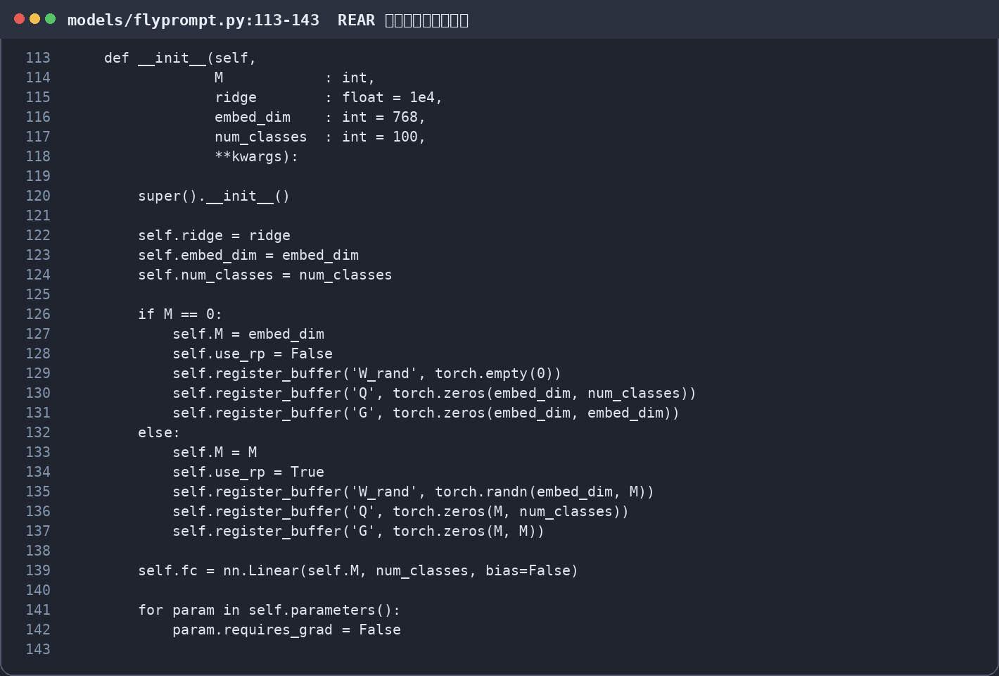 models/flyprompt.py:113-143  REAR
113      def __init__(self,
114                   M            : int,
115                   ridge        : float = 1e4,
116                   embed_dim    : int = 768,
117                   num_classes  : int = 100,
118                   **kwargs):
119
120          super().__init__()
121
122          self.ridge = ridge
123          self.embed_dim = embed_dim
124          self.num_classes = num_classes
125
126          if M == 0:
127              self.M = embed_dim
128              self.use_rp = False
129              self.register_buffer('W_rand', torch.empty(0))
130              self.register_buffer('Q', torch.zeros(embed_dim, num_classes))
131              self.register_buffer('G', torch.zeros(embed_dim, embed_dim))
132          else:
133              self.M = M
134              self.use_rp = True
135              self.register_buffer('W_rand', torch.randn(embed_dim, M))
136              self.register_buffer('Q', torch.zeros(M, num_classes))
137              self.register_buffer('G', torch.zeros(M, M))
138
139          self.fc = nn.Linear(self.M, num_classes, bias=False)
140
141          for param in self.parameters():
142              param.requires_grad = False
143